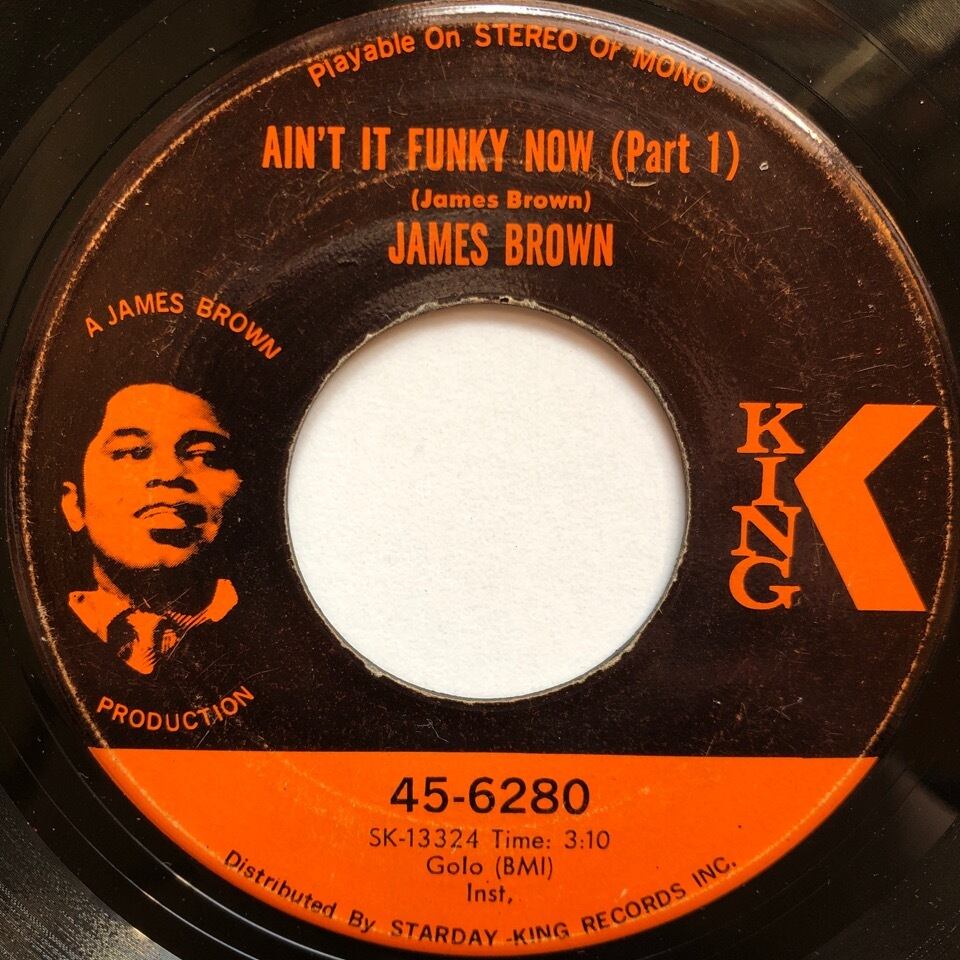 Playable On STEREO Or MONO
AIN'T IT FUNKY NOW (Part 1)
(James Brown)
JAMES BROWN
A JAMES BROWN
PRODUCTION
KING
45-6280
SK-13324 Time: 3:10
Golo (BMI)
Inst,
Distributed By STARDAY-KING RECORDS INC.